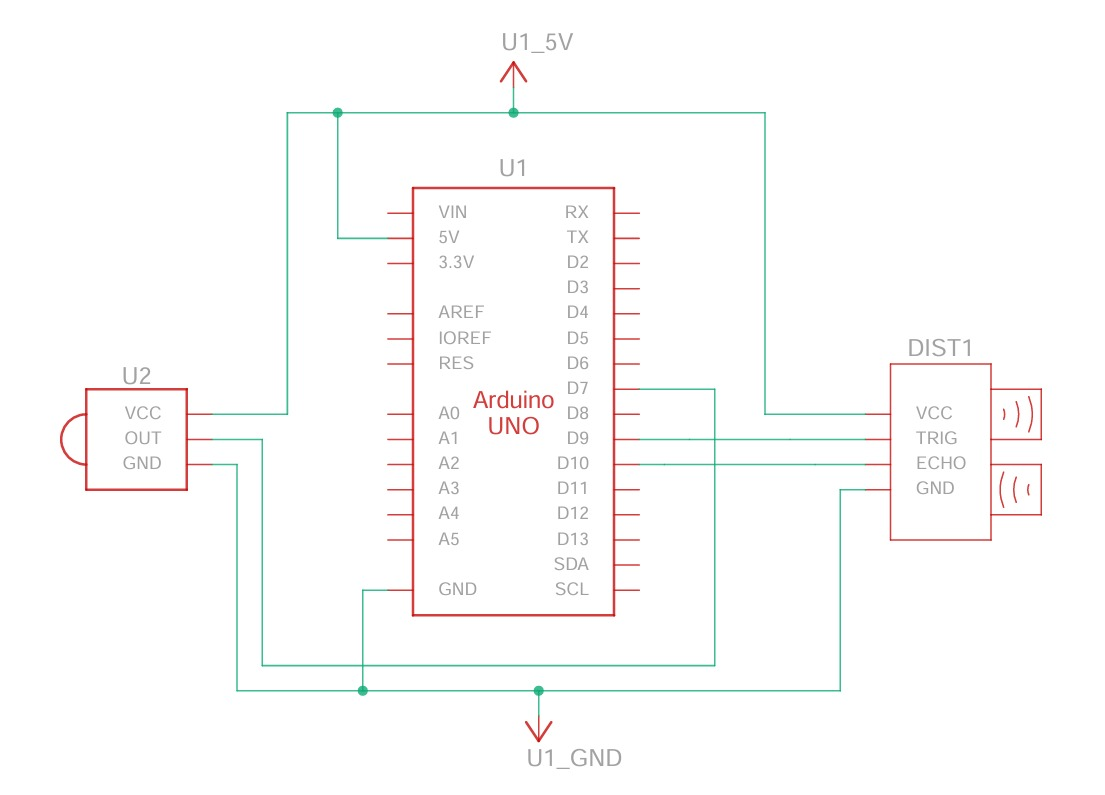 U1_5V
U1
VIN RX
5V TX
3.3V D2
D3
AREF D4
IOREF D5
RES D6
D7
A0 D8
A1 D9
A2 D10
A3 D11
A4 D12
A5 D13
SDA
GND SCL
Arduino
UNO
U2
VCC
OUT
GND
DIST1
VCC
TRIG
ECHO
GND
U1_GND